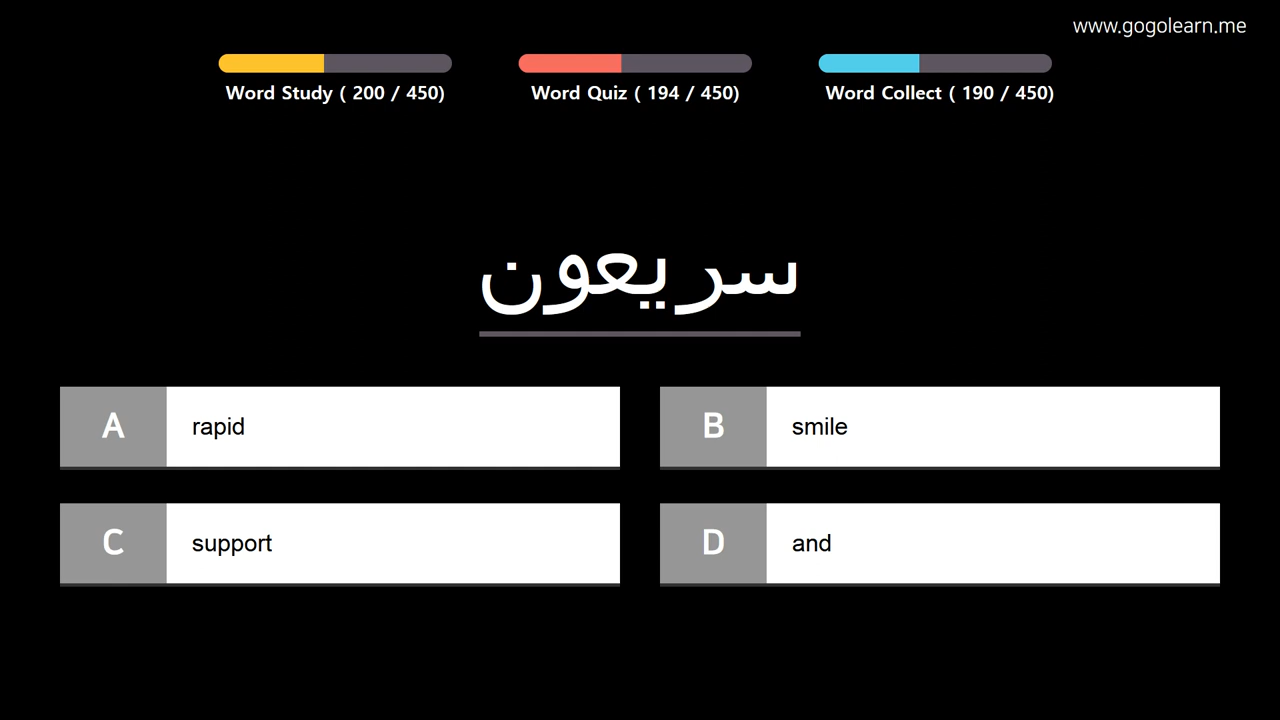 www.gogolearn.me
Word Study ( 200 / 450)
Word Quiz ( 194 / 450)
Word Collect ( 190 / 450)
سريعون
A rapid
B smile
C support
D and